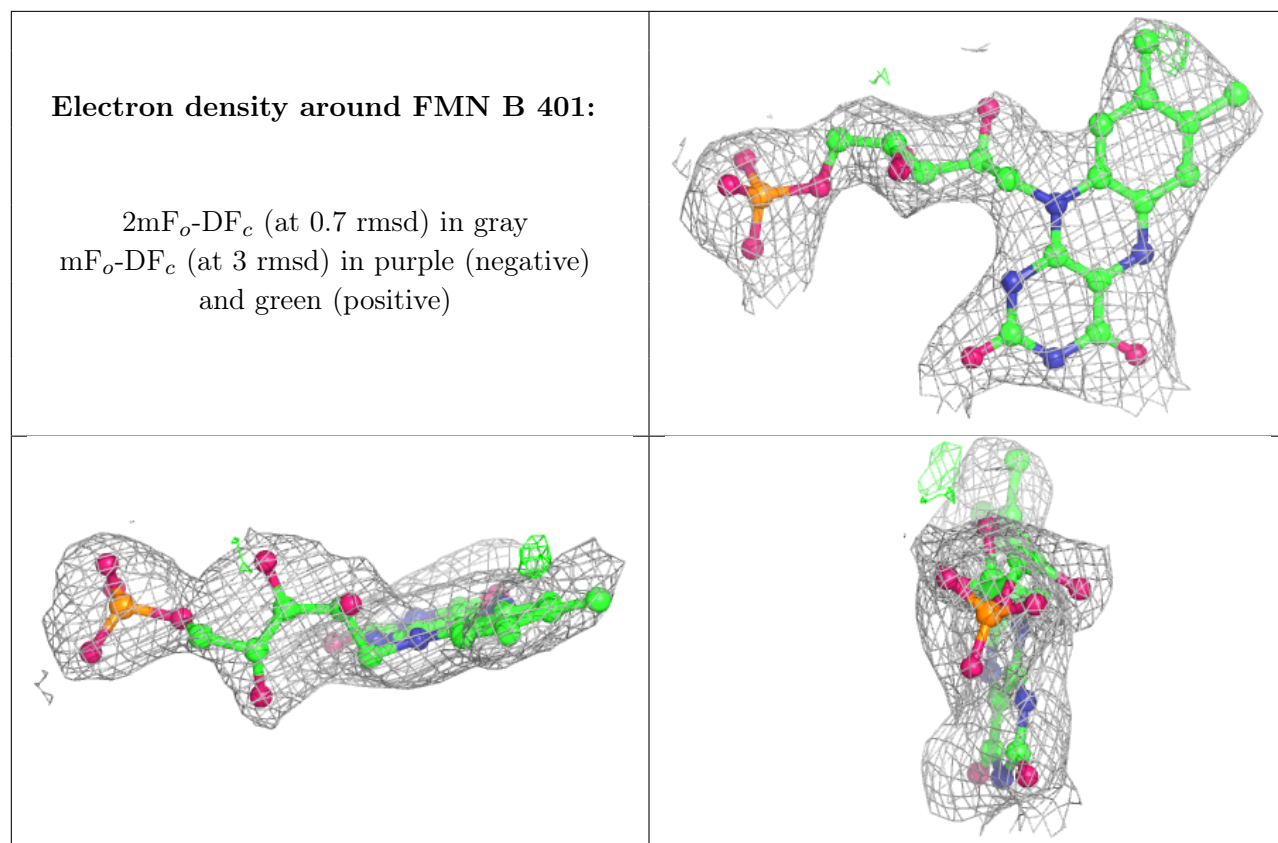 Electron density around FMN B 401:
2mFo-DFc (at 0.7 rmsd) in gray
mFo-DFc (at 3 rmsd) in purple (negative)
and green (positive)